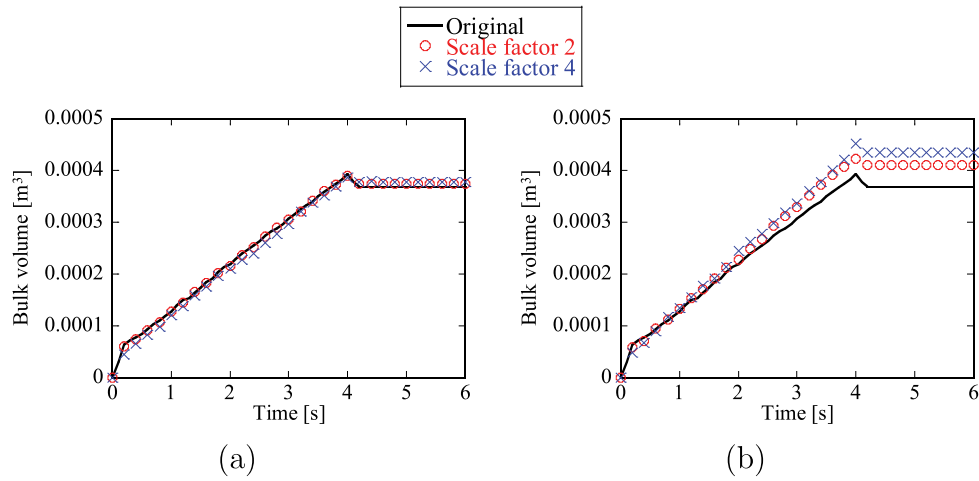 Original
Scale factor 2
Scale factor 4
0.0005
0.0004
0.0003
0.0002
0.0001
0
Bulk volume [m³]
0 1 2 3 4 5 6
Time [s]
(a)
0.0005
0.0004
0.0003
0.0002
0.0001
0
Bulk volume [m³]
0 1 2 3 4 5 6
Time [s]
(b)